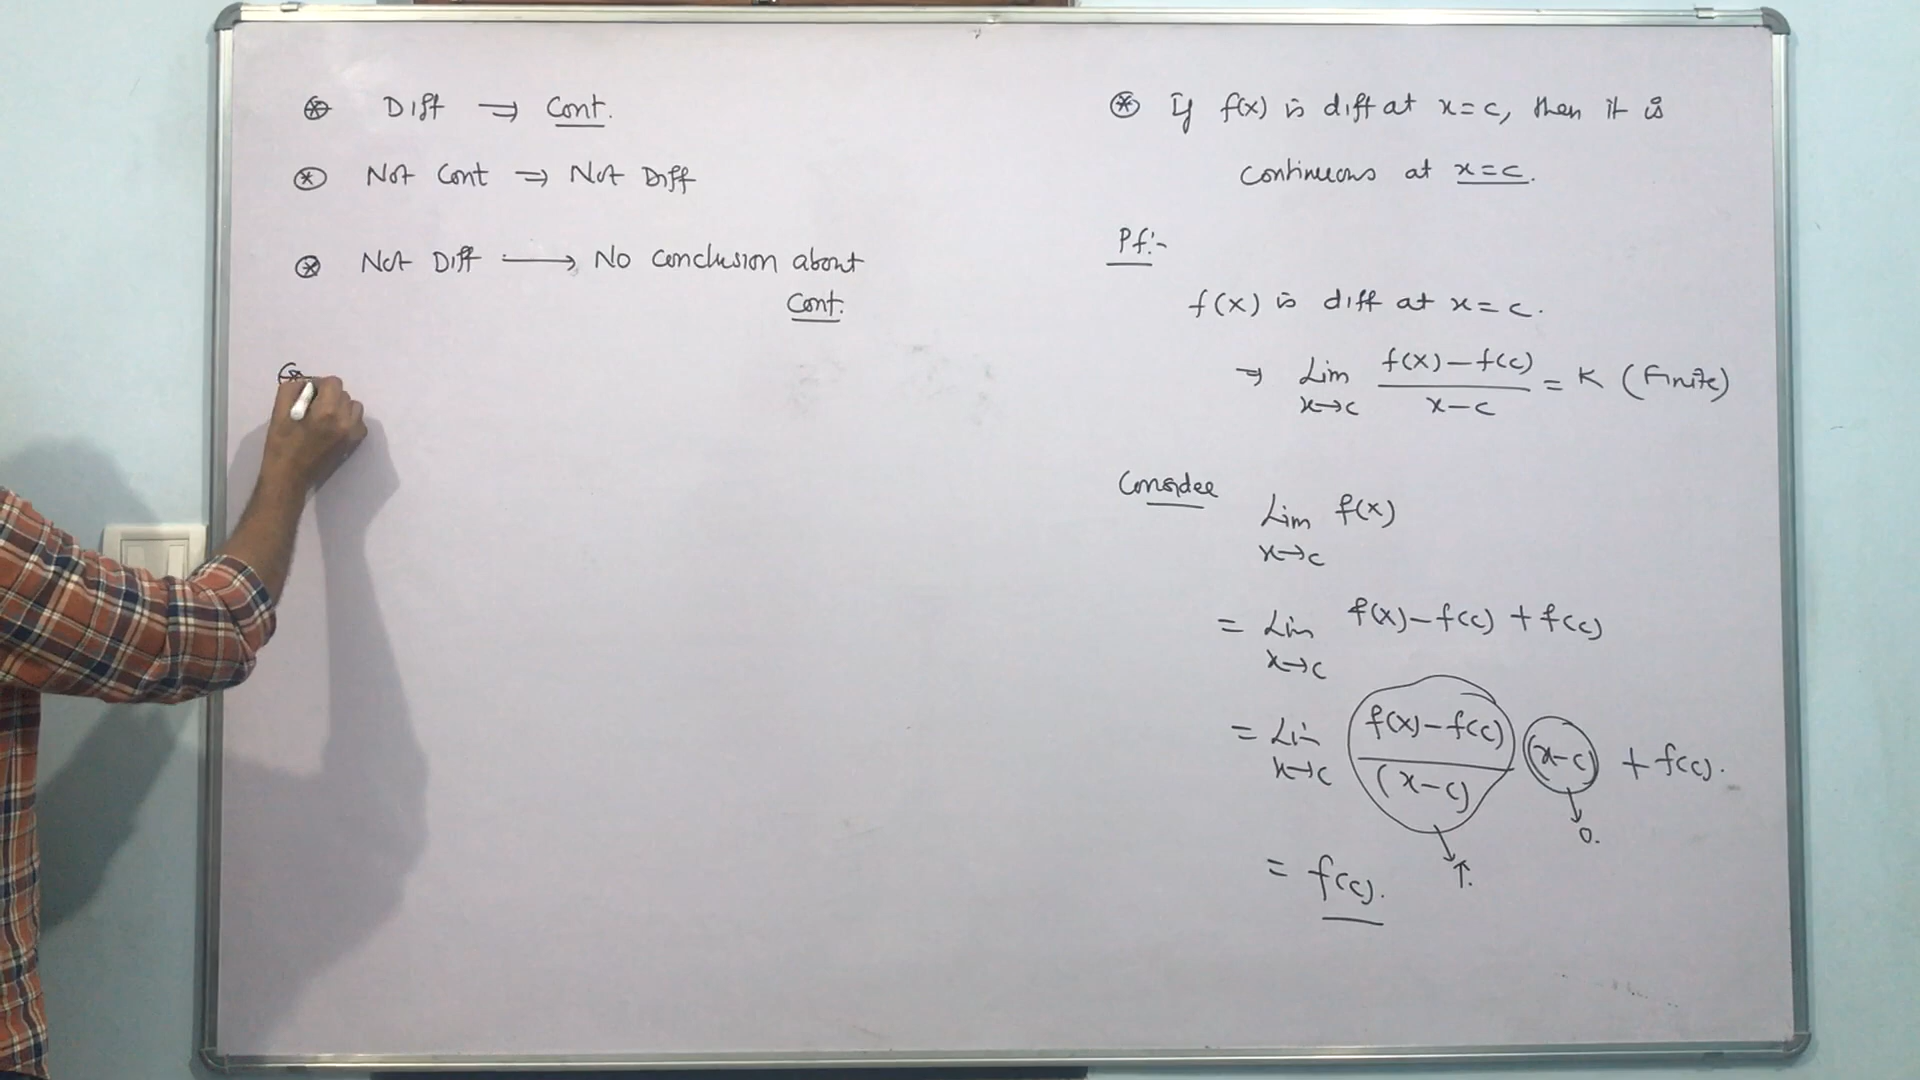 ⊛ Diff ⇒ Cont.
⊛ Not Cont ⇒ Not Diff
⊛ Not Diff ⟶ No conclusion about
Cont.
⊛
⊛ If f(x) is diff at x=c, then it is
continuous at x=c.
Pf:-
f(x) is diff at x=c.
⇒ Lim f(x)-f(c) / x-c = K (Finite)
x→c
Consider
Lim f(x)
x→c
= Lim f(x)-f(c) + f(c)
x→c
= Lim f(x)-f(c) / (x-c) (x-c) + f(c).
x→c
0.
= f(c).